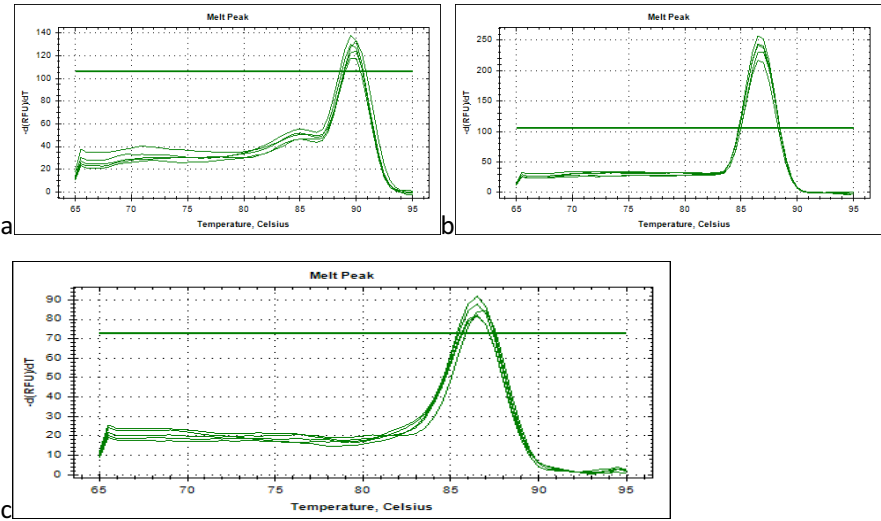 Melt Peak
140
120
100
80
60
40
20
0
-d(RFU)/dT
65 70 75 80 85 90 95
Temperature, Celsius
a
Melt Peak
250
200
150
100
50
0
-d(RFU)/dT
65 70 75 80 85 90 95
Temperature, Celsius
b
Melt Peak
90
80
70
60
50
40
30
20
10
0
-d(RFU)/dT
65 70 75 80 85 90 95
Temperature, Celsius
c